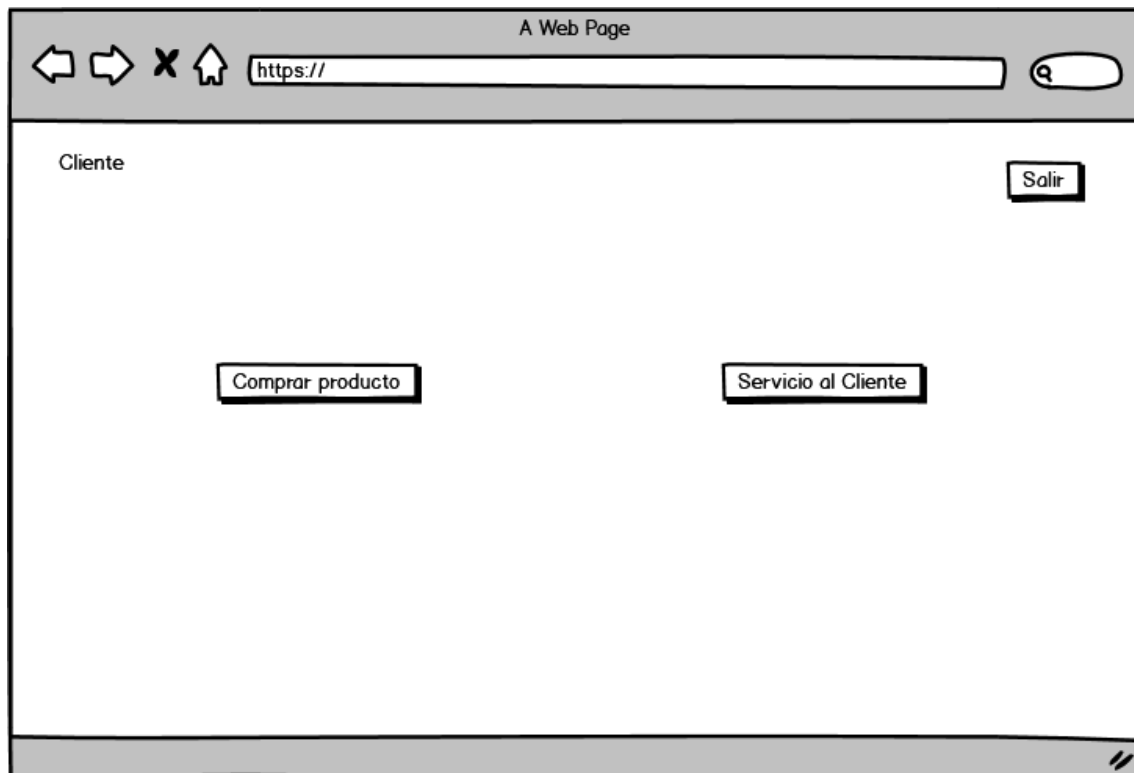 A Web Page
https://
Cliente
Salir
Comprar producto
Servicio al Cliente